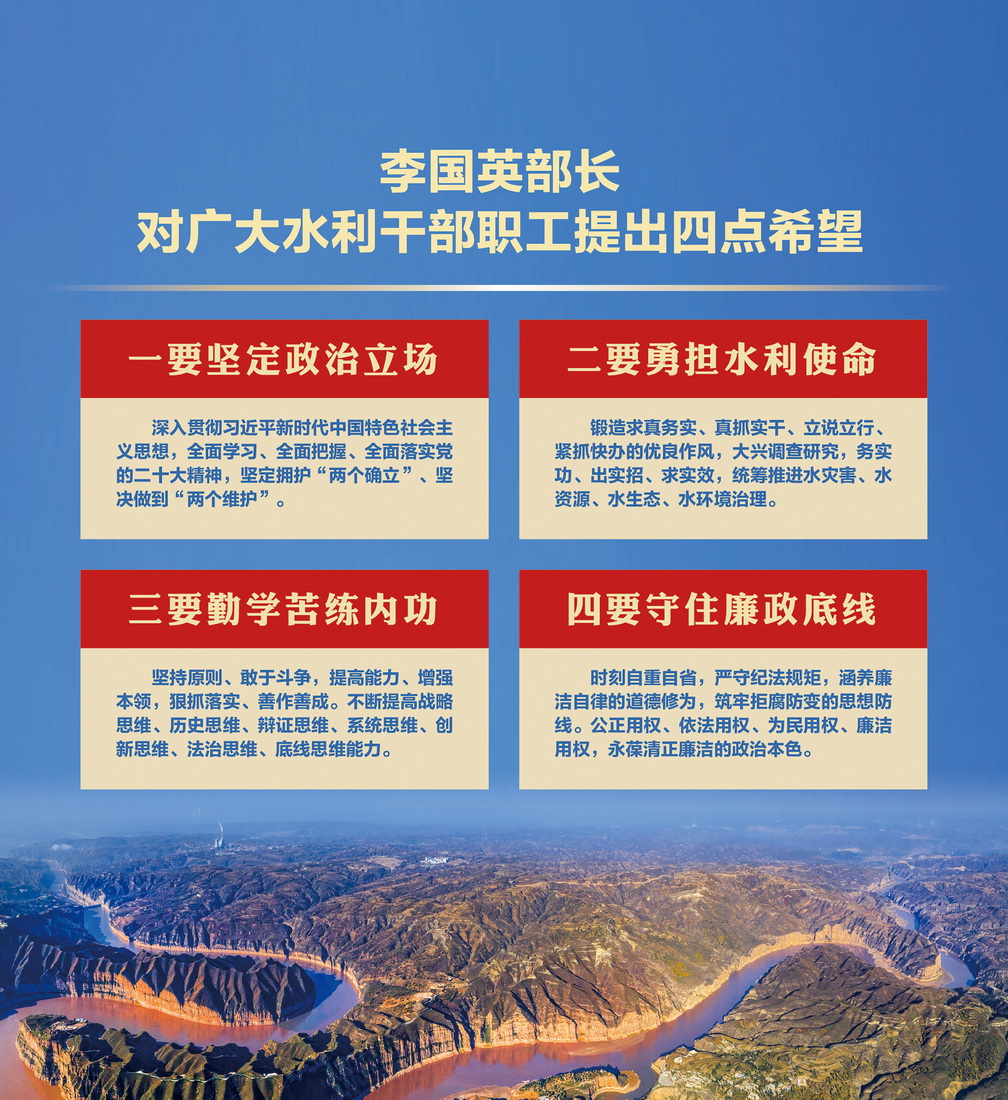 李国英部长
对广大水利干部职工提出四点希望
一要坚定政治立场
深入贯彻习近平新时代中国特色社会主
义思想，全面学习、全面把握、全面落实党
的二十大精神，坚定拥护“两个确立”、坚
决做到“两个维护”。
二要勇担水利使命
锻造求真务实、真抓实干、立说立行、
紧抓快办的优良作风，大兴调查研究，务实
功、出实招、求实效，统筹推进水灾害、水
资源、水生态、水环境治理。
三要勤学苦练内功
坚持原则、敢于斗争，提高能力、增强
本领，狠抓落实、善作善成。不断提高战略
思维、历史思维、辩证思维、系统思维、创
新思维、法治思维、底线思维能力。
四要守住廉政底线
时刻自重自省，严守纪法规矩，涵养廉
洁自律的道德修为，筑牢拒腐防变的思想防
线。公正用权、依法用权、为民用权、廉洁
用权，永葆清正廉洁的政治本色。